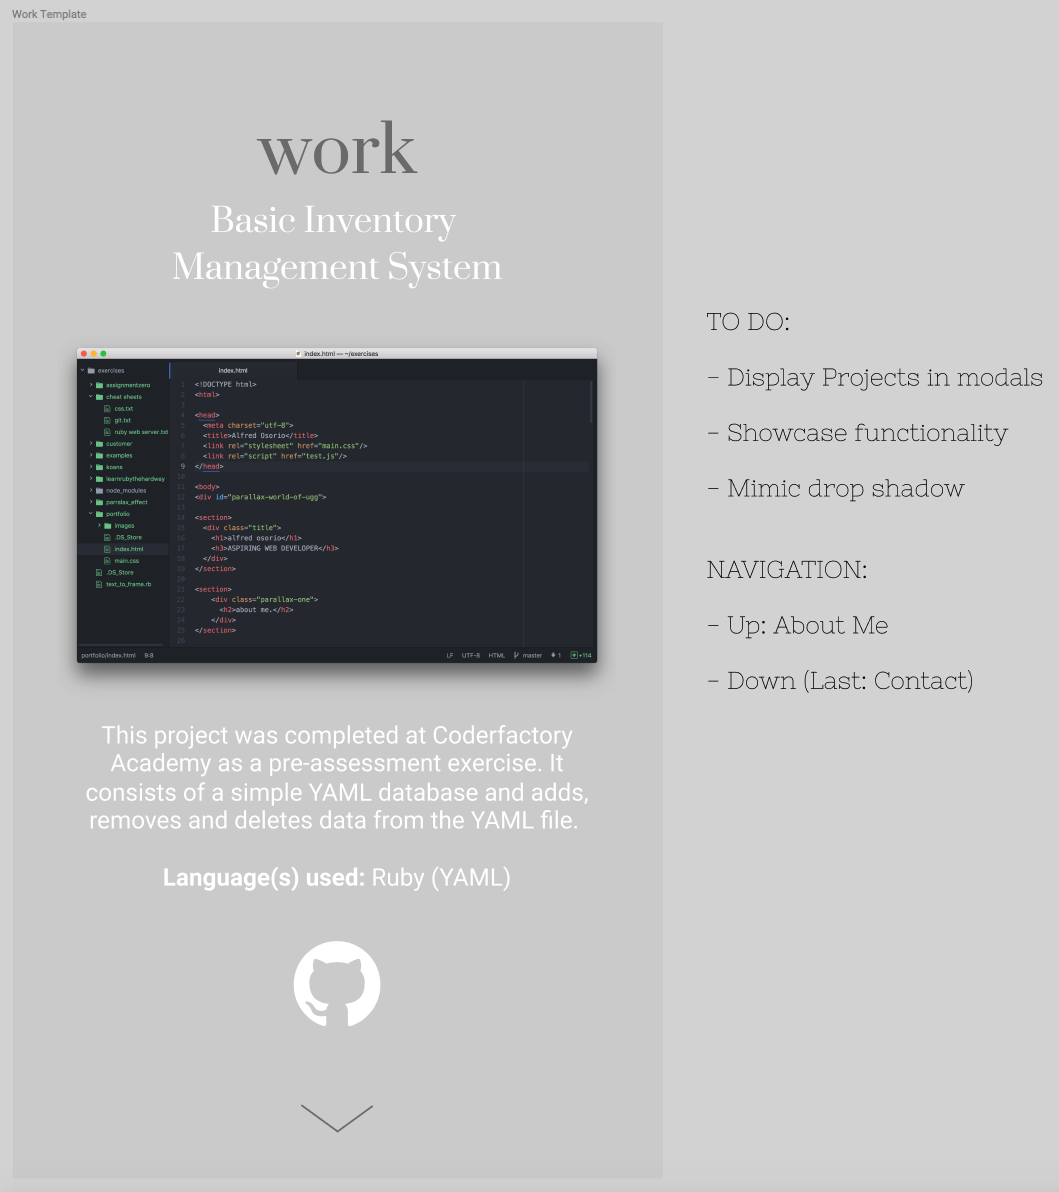 Work Template
work
Basic Inventory
Management System
index.html — ~/exercises
exercises
assignmentzero
cheat sheets
css.txt
git.txt
ruby web server.txt
customer
examples
koans
learnrubythehardway
node_modules
parralax_effect
portfolio
images
.DS_Store
index.html
main.css
.DS_Store
text_to_frame.rb
index.html
1 <!DOCTYPE html>
2 <html>
3
4 <head>
5 <meta charset="utf-8">
6 <title>Alfred Osorio</title>
7 <link rel="stylesheet" href="main.css"/>
8 <link rel="script" href="test.js"/>
9 </head>
10
11 <body>
12 <div id="parallax-world-of-ugg">
13
14 <section>
15 <div class="title">
16 <h1>alfred osorio</h1>
17 <h3>ASPIRING WEB DEVELOPER</h3>
18 </div>
19 </section>
20
21 <section>
22 <div class="parallax-one">
23 <h2>about me.</h2>
24 </div>
25 </section>
26
portfolio/index.html 9:8 LF UTF-8 HTML master 1 +114
This project was completed at Coderfactory
Academy as a pre-assessment exercise. It
consists of a simple YAML database and adds,
removes and deletes data from the YAML file.
Language(s) used: Ruby (YAML)
TO DO:
- Display Projects in modals
- Showcase functionality
- Mimic drop shadow
NAVIGATION:
- Up: About Me
- Down (Last: Contact)